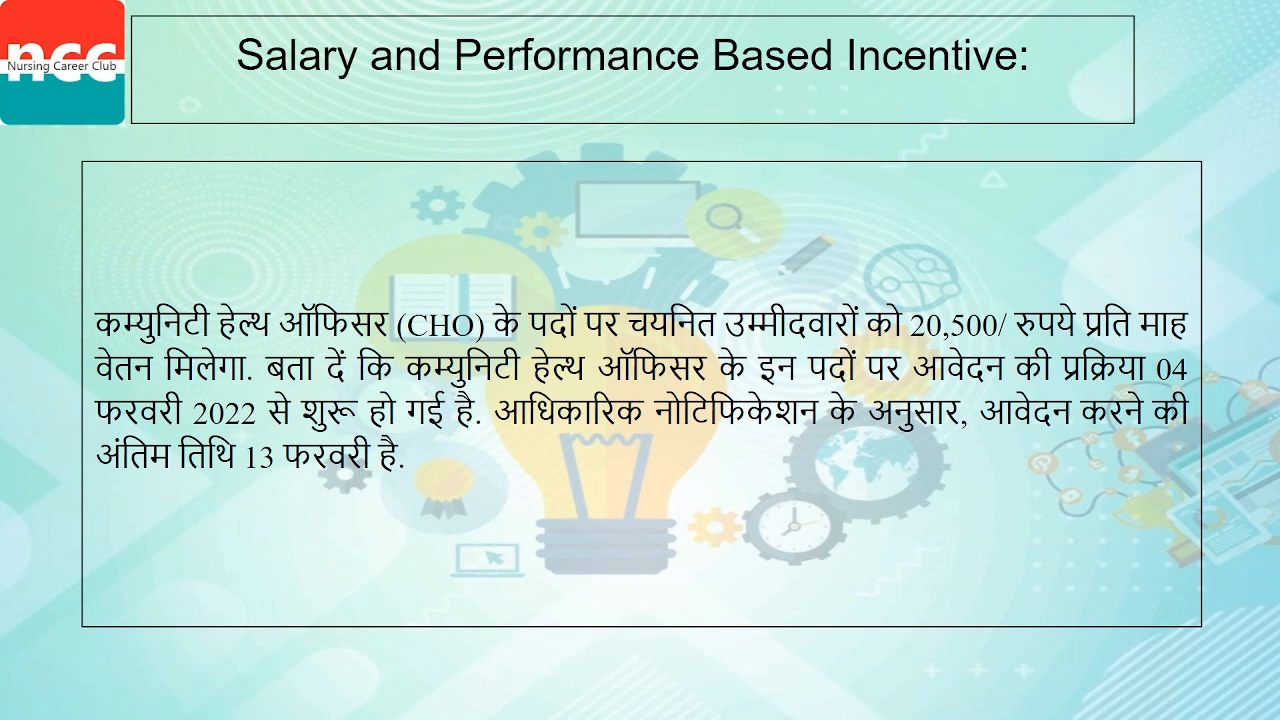 ncc
Nursing Career Club
Salary and Performance Based Incentive:
कम्युनिटी हेल्थ ऑफिसर (CHO) के पदों पर चयनित उम्मीदवारों को 20,500/ रुपये प्रति माह
वेतन मिलेगा. बता दें कि कम्युनिटी हेल्थ ऑफिसर के इन पदों पर आवेदन की प्रक्रिया 04
फरवरी 2022 से शुरू हो गई है. आधिकारिक नोटिफिकेशन के अनुसार, आवेदन करने की
अंतिम तिथि 13 फरवरी है.